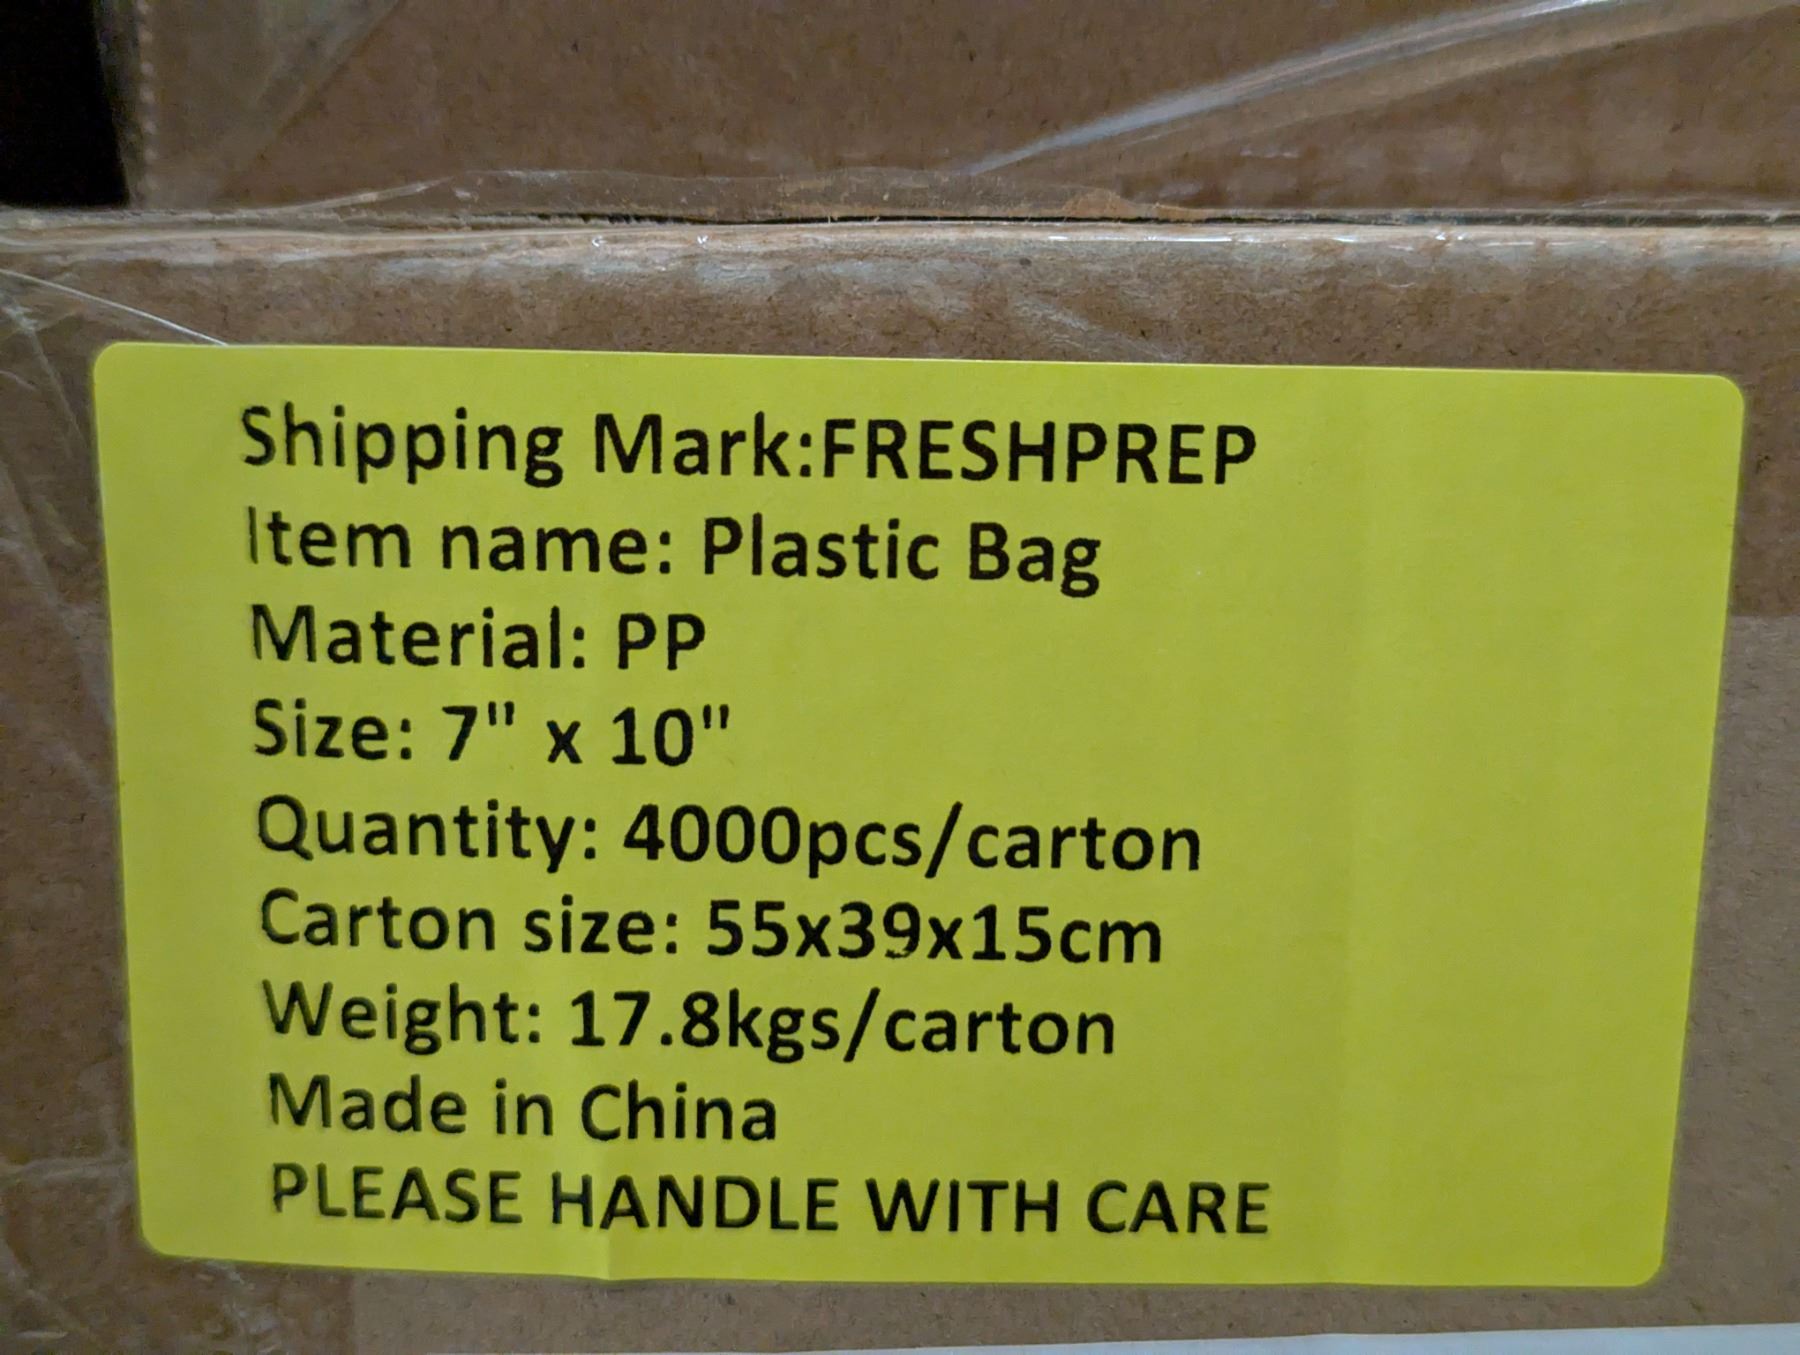 Shipping Mark:FRESHPREP
Item name: Plastic Bag
Material: PP
Size: 7" x 10"
Quantity: 4000pcs/carton
Carton size: 55x39x15cm
Weight: 17.8kgs/carton
Made in China
PLEASE HANDLE WITH CARE